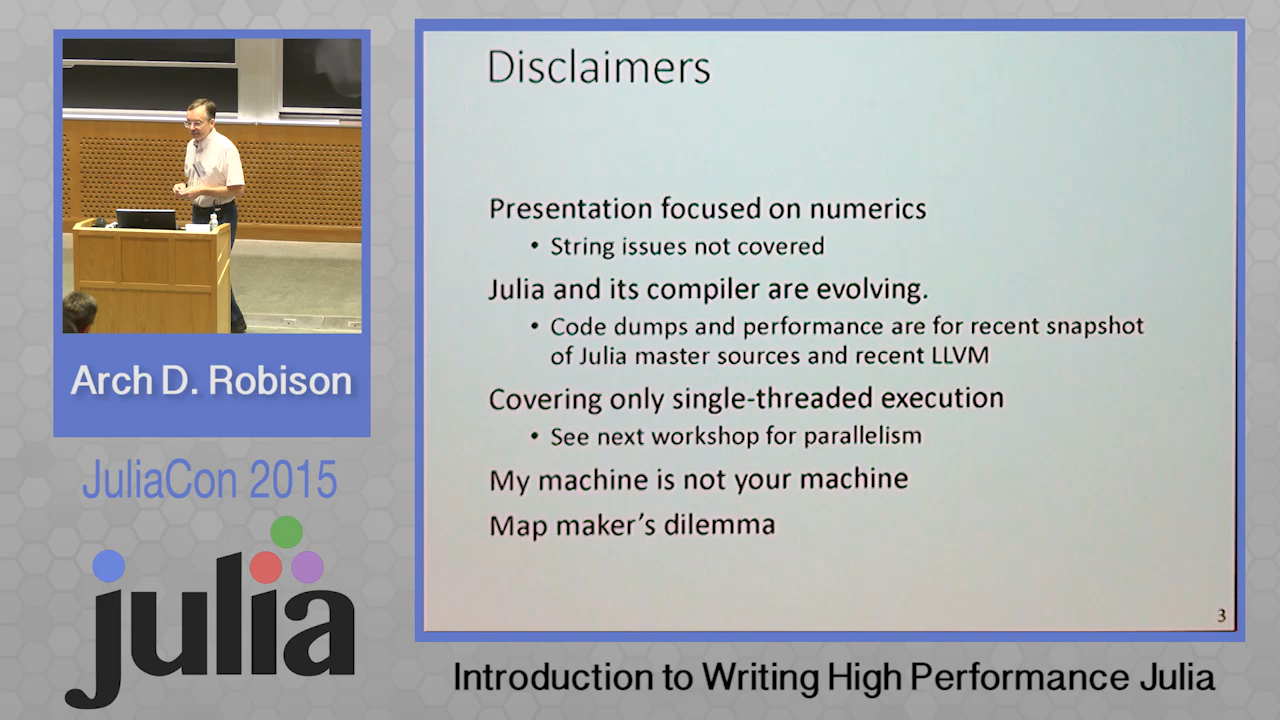 Disclaimers
Presentation focused on numerics
• String issues not covered
Julia and its compiler are evolving.
• Code dumps and performance are for recent snapshot
of Julia master sources and recent LLVM
Covering only single-threaded execution
• See next workshop for parallelism
My machine is not your machine
Map maker's dilemma
3
Arch D. Robison
JuliaCon 2015
julia
Introduction to Writing High Performance Julia